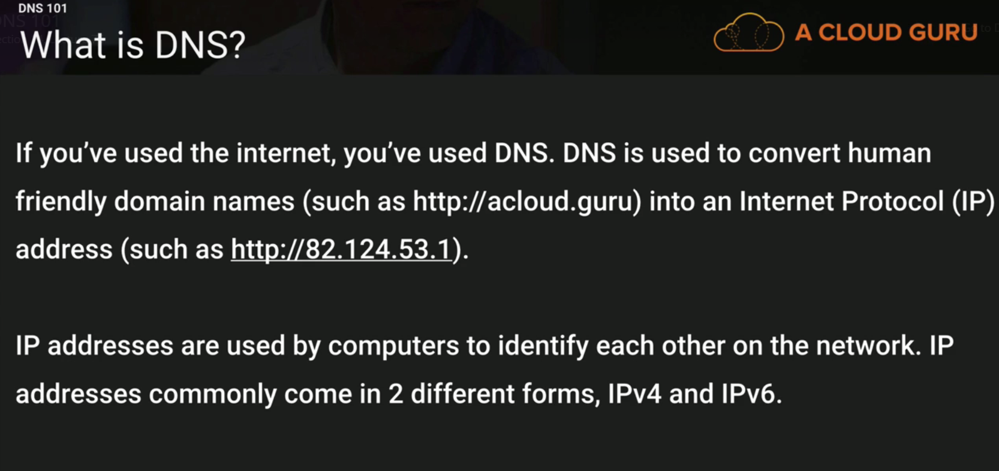 DNS 101
What is DNS?
A CLOUD GURU
If you’ve used the internet, you’ve used DNS. DNS is used to convert human
friendly domain names (such as http://acloud.guru) into an Internet Protocol (IP)
address (such as http://82.124.53.1).
IP addresses are used by computers to identify each other on the network. IP
addresses commonly come in 2 different forms, IPv4 and IPv6.